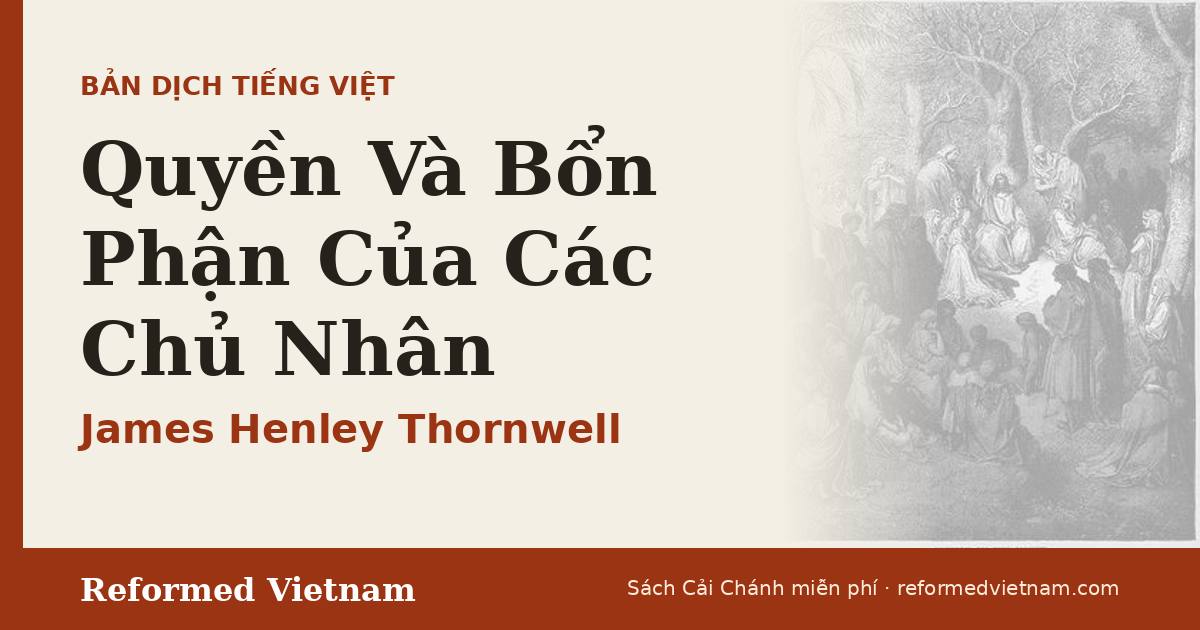 BẢN DỊCH TIẾNG VIỆT
Quyền Và Bổn
Phận Của Các
Chủ Nhân
James Henley Thornwell
Reformed Vietnam
Sách Cải Chánh miễn phí · reformedvietnam.com